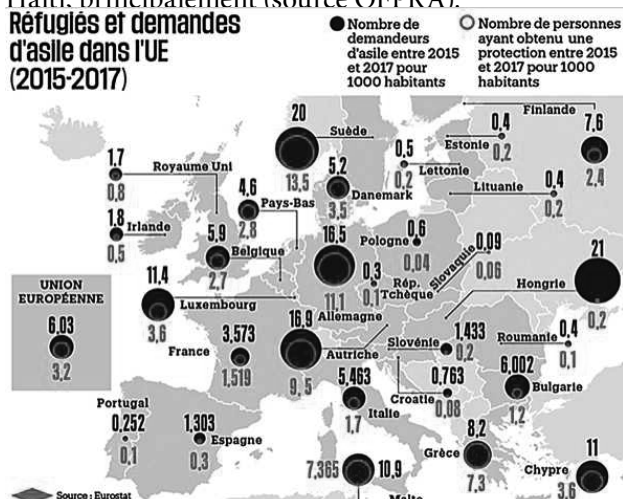 Haïti, principalement (source OFPRA).
Réfugiés et demandes
d'asile dans l'UE
(2015-2017)
Nombre de
demandeurs
d'asile entre 2015
et 2017 pour
1000 habitants
Nombre de personnes
ayant obtenu une
protection entre 2015
et 2017 pour 1000
habitants
Finlande
7,6
2,4
20
Suède
13,5
0,4
Estonie
0,2
0,5
Lettonie
0,2
Lituanie
0,4
0,2
1,7
Royaume Uni
0,8
5,2
Danemark
3,5
4,6
Pays-Bas
2,8
1,8
Irlande
0,5
5,9
Belgique
2,7
16,5
Allemagne
11,1
0,6
Pologne
0,04
0,3
Rép.
Tchèque
0,1
0,09
Slovaquie
0,06
21
Hongrie
0,2
UNION
EUROPÉENNE
6,03
3,2
11,4
Luxembourg
3,6
3,573
France
1,519
16,9
Autriche
9,5
1,433
Slovénie
0,2
Roumanie
0,4
0,1
5,463
Italie
1,7
0,763
Croatie
0,08
6,002
Bulgarie
1,2
Portugal
0,252
0,1
1,303
Espagne
0,3
8,2
Grèce
7,3
11
Chypre
3,6
7,365
10,9
Malte
Source : Eurostat